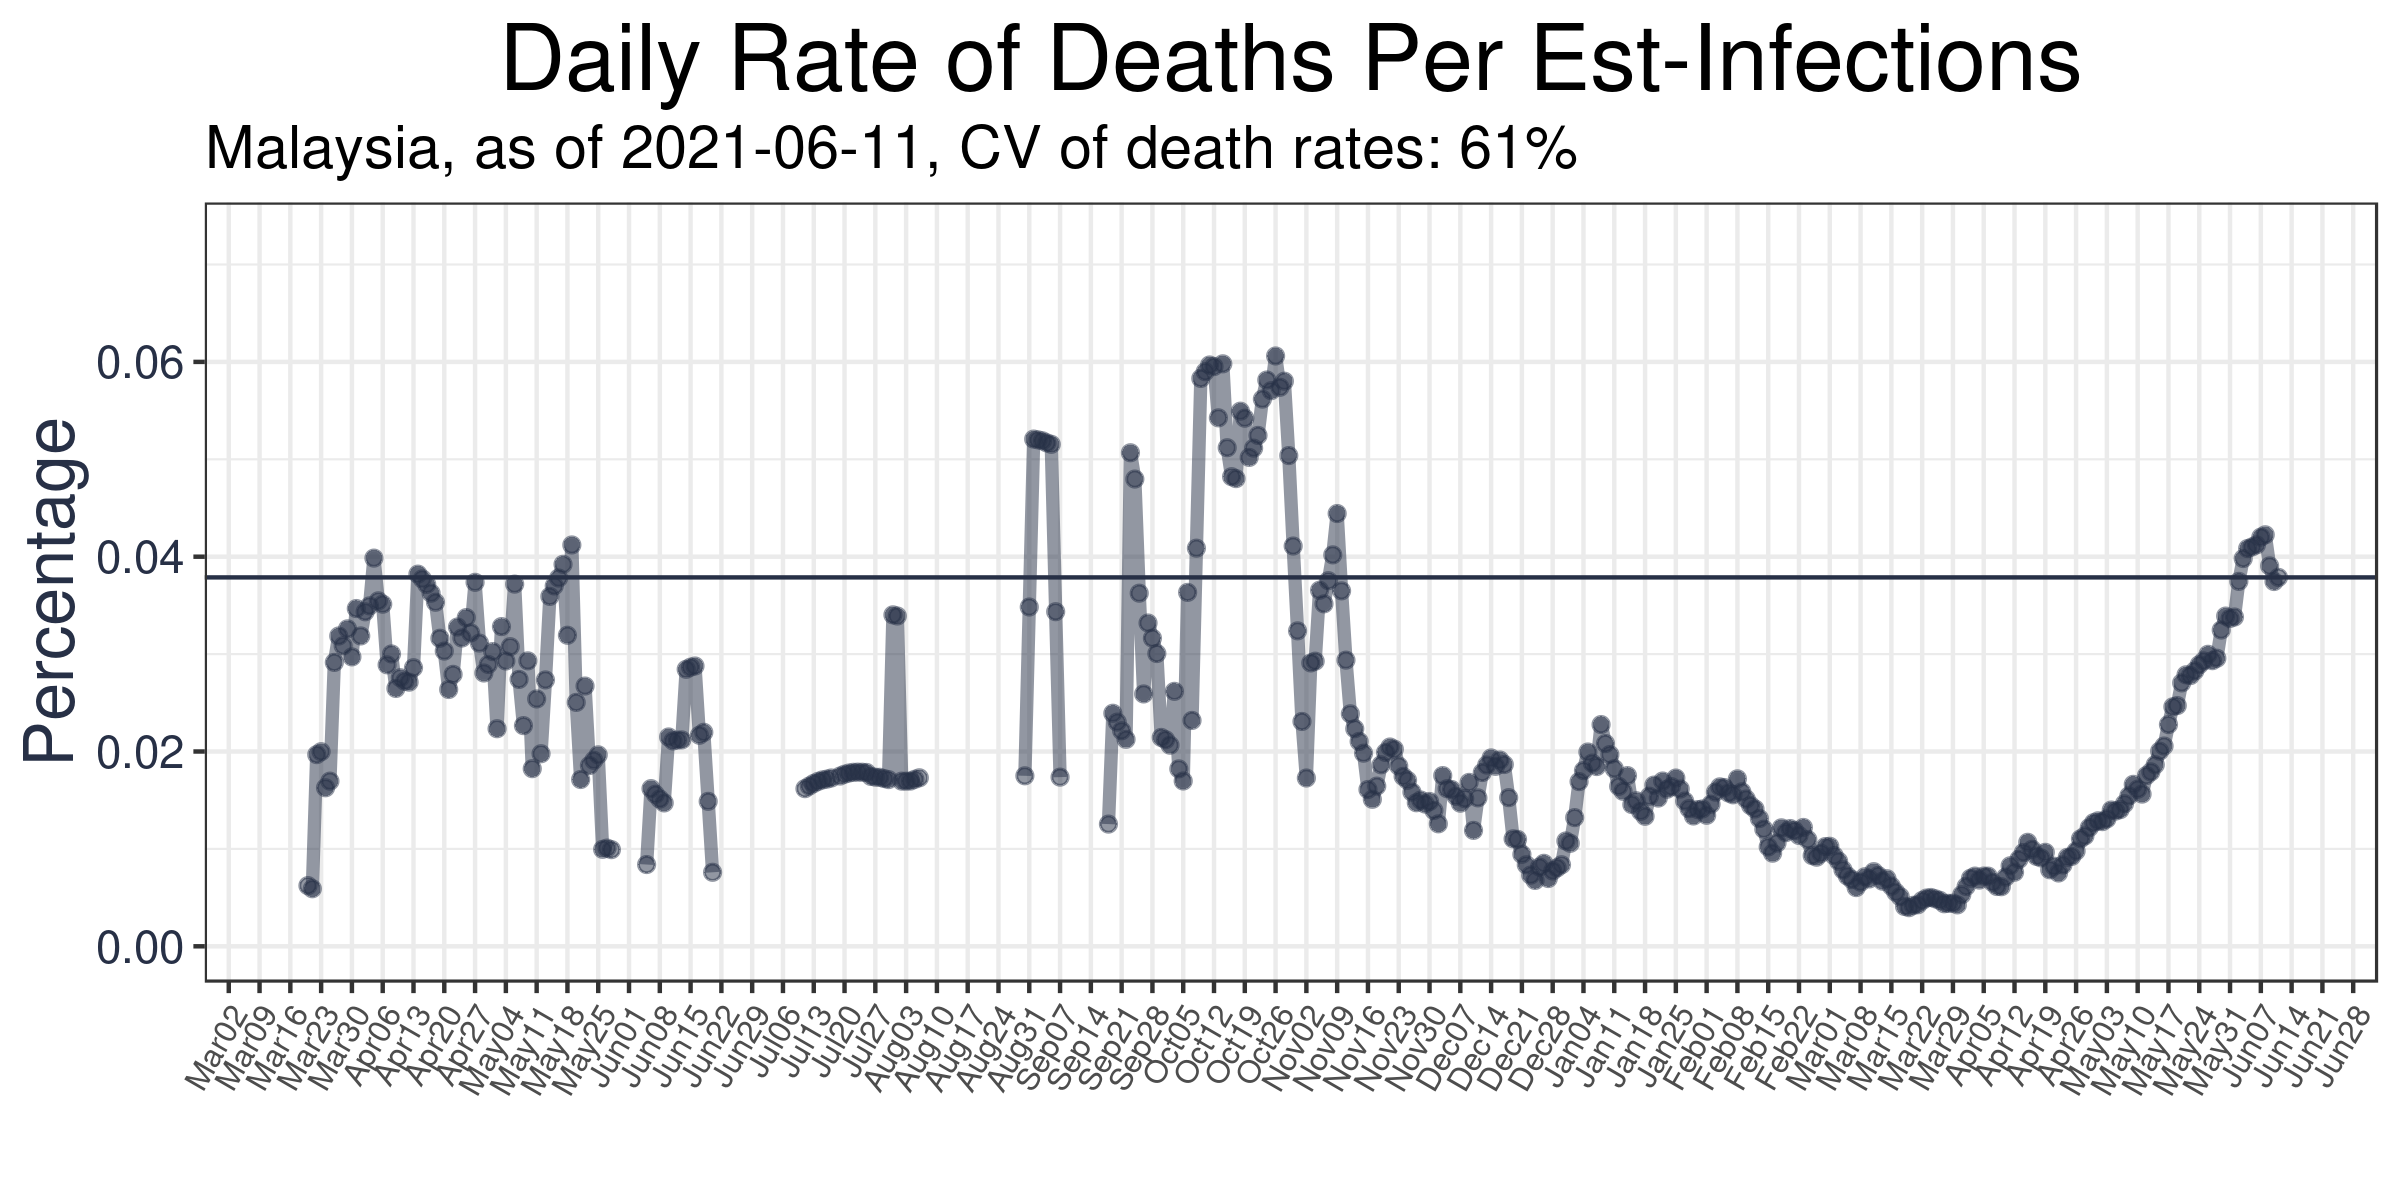 Daily Rate of Deaths Per Est-Infections
Malaysia, as of 2021-06-11, CV of death rates: 61%
Percentage
0.06
0.04
0.02
0.00
Mar02
Mar09
Mar16
Mar23
Mar30
Apr06
Apr13
Apr20
Apr27
May04
May11
May18
May25
Jun01
Jun08
Jun15
Jun22
Jun29
Jul06
Jul13
Jul20
Jul27
Aug03
Aug10
Aug17
Aug24
Aug31
Sep07
Sep14
Sep21
Sep28
Oct05
Oct12
Oct19
Oct26
Nov02
Nov09
Nov16
Nov23
Nov30
Dec07
Dec14
Dec21
Dec28
Jan04
Jan11
Jan18
Jan25
Feb01
Feb08
Feb15
Feb22
Mar01
Mar08
Mar15
Mar22
Mar29
Apr05
Apr12
Apr19
Apr26
May03
May10
May17
May24
May31
Jun07
Jun14
Jun21
Jun28